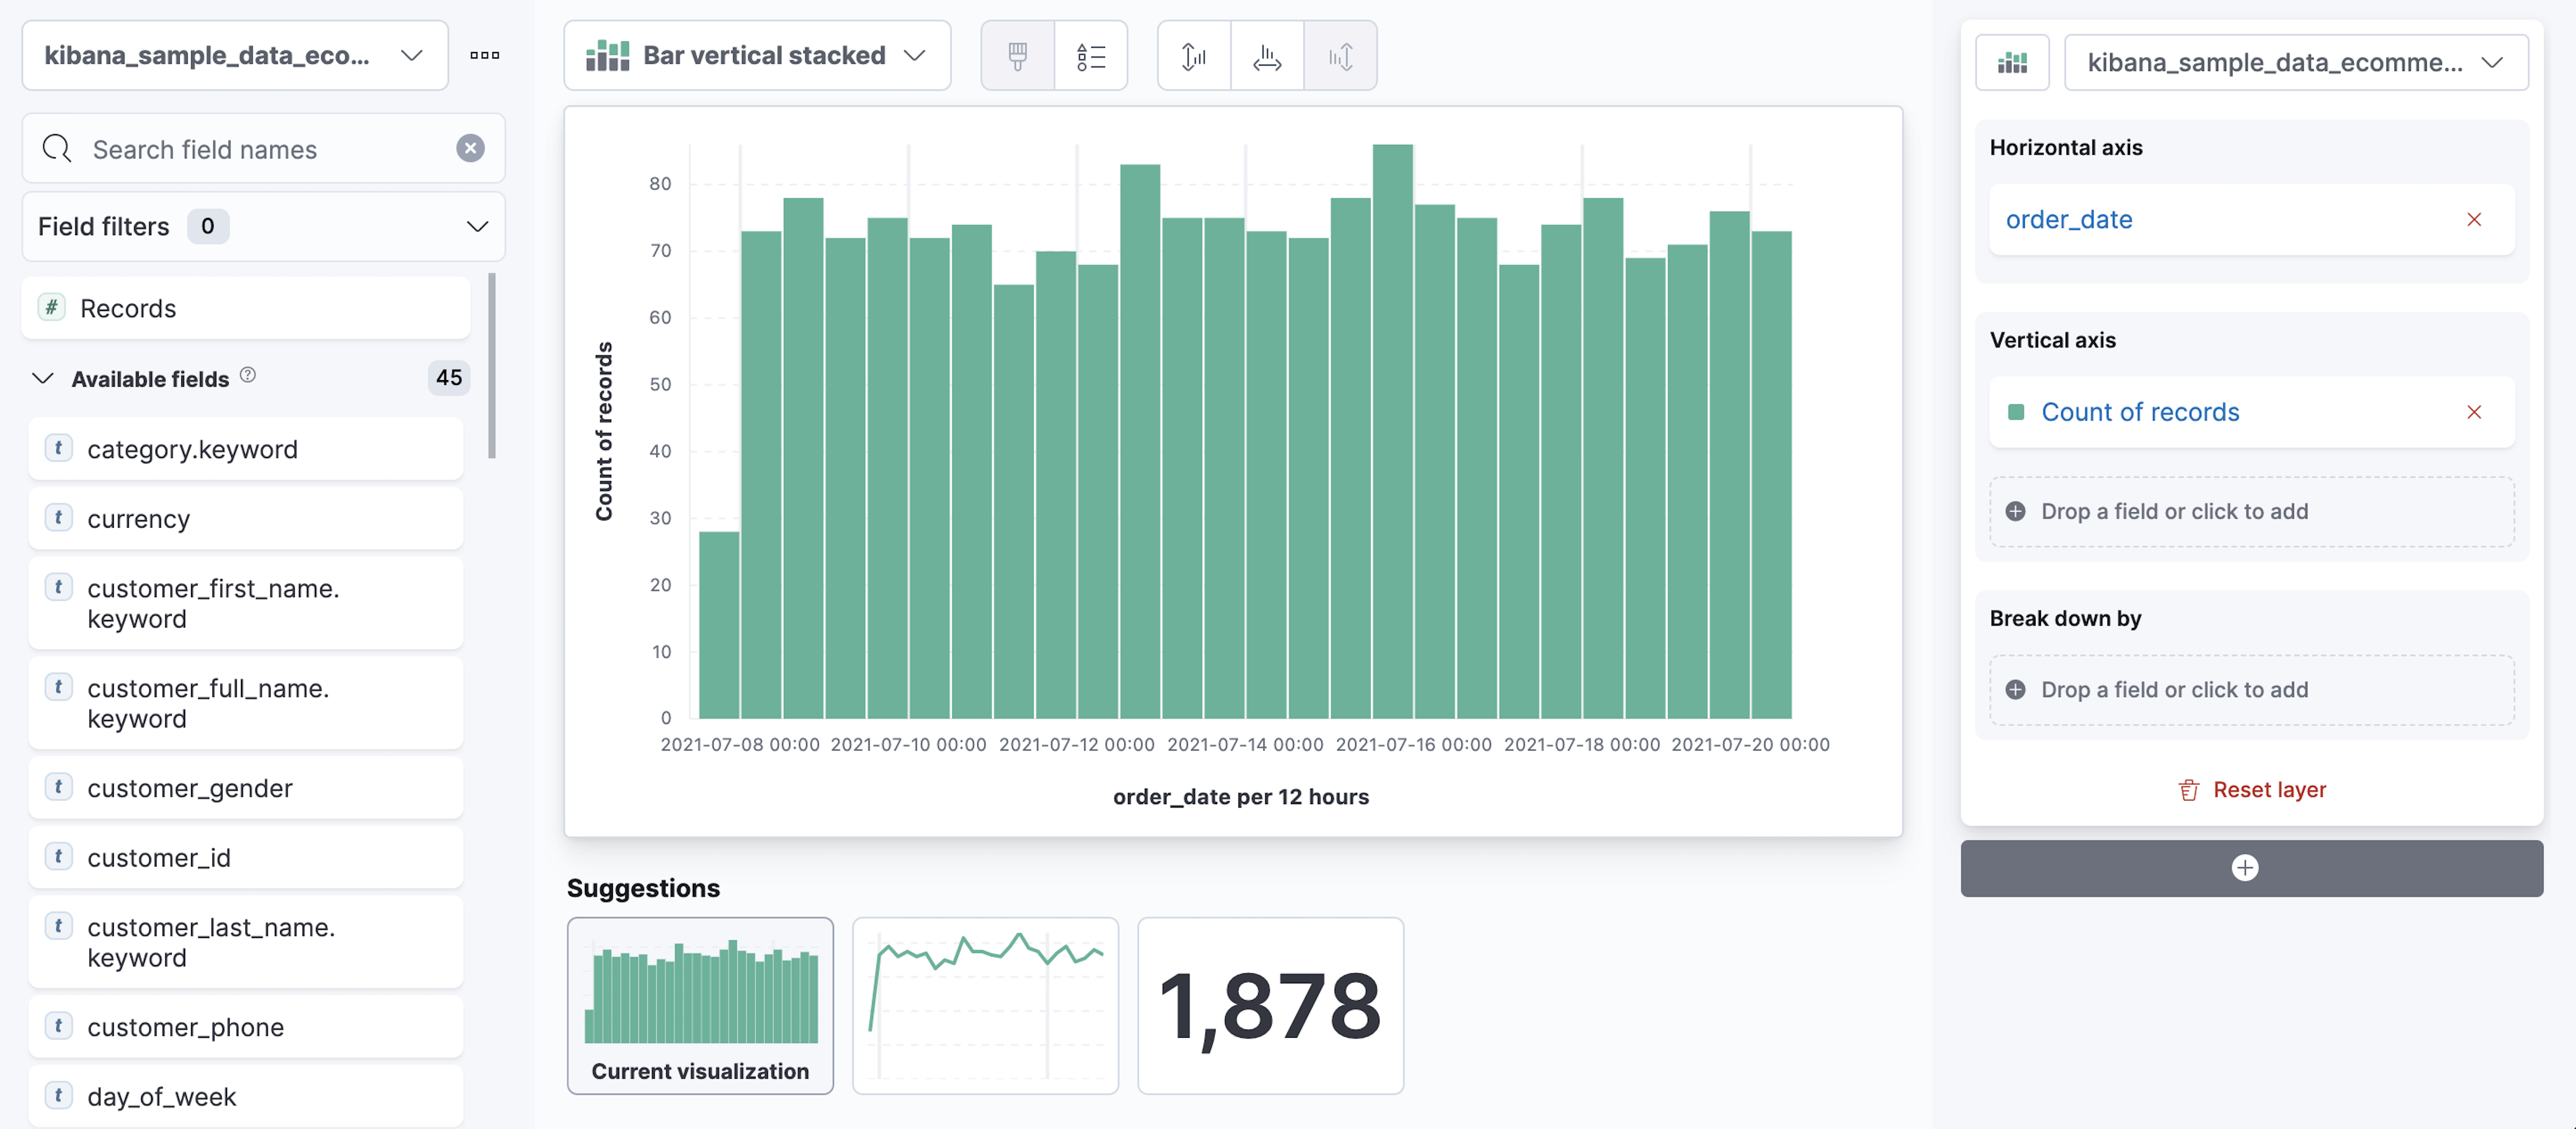 kibana_sample_data_eco...
Search field names
Field filters 0
# Records
Available fields 45
t category.keyword
t currency
t customer_first_name.
keyword
t customer_full_name.
keyword
t customer_gender
t customer_id
t customer_last_name.
keyword
t customer_phone
t day_of_week
Bar vertical stacked
Count of records
80
70
60
50
40
30
20
10
0
2021-07-08 00:00 2021-07-10 00:00 2021-07-12 00:00 2021-07-14 00:00 2021-07-16 00:00 2021-07-18 00:00 2021-07-20 00:00
order_date per 12 hours
Suggestions
Current visualization
1,878
kibana_sample_data_ecomme...
Horizontal axis
order_date
Vertical axis
Count of records
Drop a field or click to add
Break down by
Drop a field or click to add
Reset layer